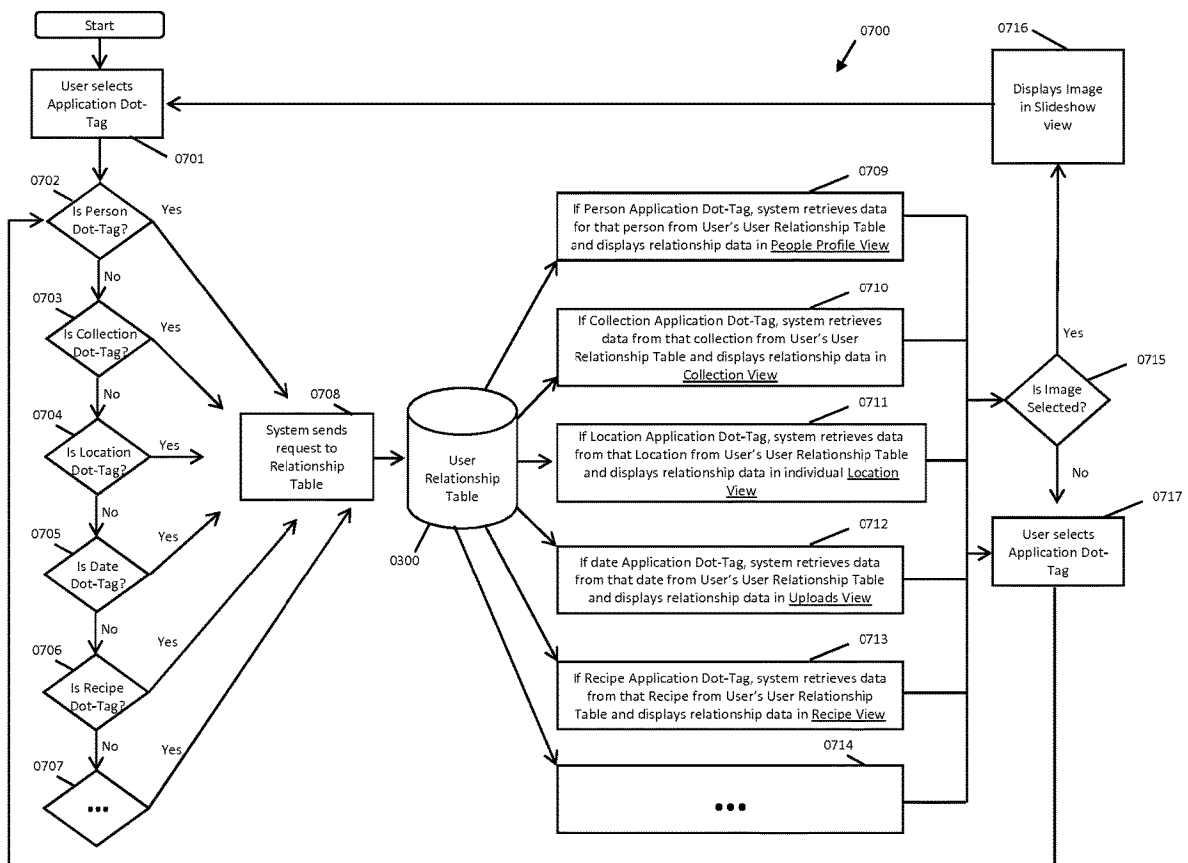 Start
0700
0716
User selects
Application Dot-
Tag
0701
Displays Image
in Slideshow
view
0702
Is Person
Dot-Tag?
Yes
No
0703
Is Collection
Dot-Tag?
Yes
No
0704
Is Location
Dot-Tag?
Yes
No
0705
Is Date
Dot-Tag?
Yes
No
0706
Is Recipe
Dot-Tag?
Yes
No
0707
...
Yes
0708
System sends
request to
Relationship
Table
User
Relationship
Table
0300
0709
If Person Application Dot-Tag, system retrieves data
for that person from User's User Relationship Table
and displays relationship data in People Profile View
0710
If Collection Application Dot-Tag, system retrieves
data from that collection from User's User
Relationship Table and displays relationship data in
Collection View
0711
If Location Application Dot-Tag, system retrieves data
from that Location from User's User Relationship Table
and displays relationship data in individual Location
View
0712
If date Application Dot-Tag, system retrieves data
from that date from User's User Relationship Table
and displays relationship data in Uploads View
0713
If Recipe Application Dot-Tag, system retrieves data
from that Recipe from User's User Relationship
Table and displays relationship data in Recipe View
0714
...
Yes
0715
Is Image
Selected?
No
0717
User selects
Application Dot-
Tag